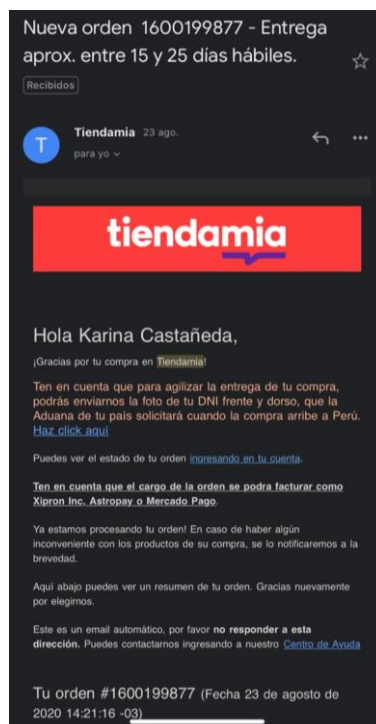 Nueva orden 1600199877 - Entrega
aprox. entre 15 y 25 días hábiles.
Recibidos
T
Tiendamia 23 ago.
para yo
tiendamia
Hola Karina Castañeda,
¡Gracias por tu compra en Tiendamia!
Ten en cuenta que para agilizar la entrega de tu compra,
podrás enviarnos la foto de tu DNI frente y dorso, que la
Aduana de tu país solicitará cuando la compra arribe a Perú.
Haz click aquí
Puedes ver el estado de tu orden ingresando en tu cuenta.
Ten en cuenta que el cargo de la orden se podra facturar como
Xipron Inc. Astropay o Mercado Pago.
Ya estamos procesando tu orden! En caso de haber algún
inconveniente con los productos de su compra, se lo notificaremos a la
brevedad.
Aquí abajo puedes ver un resumen de tu orden. Gracias nuevamente
por elegirnos.
Este es un email automático, por favor no responder a esta
dirección. Puedes contactarnos ingresando a nuestro Centro de Ayuda
Tu orden #1600199877 (Fecha 23 de agosto de
2020 14:21:16 -03)